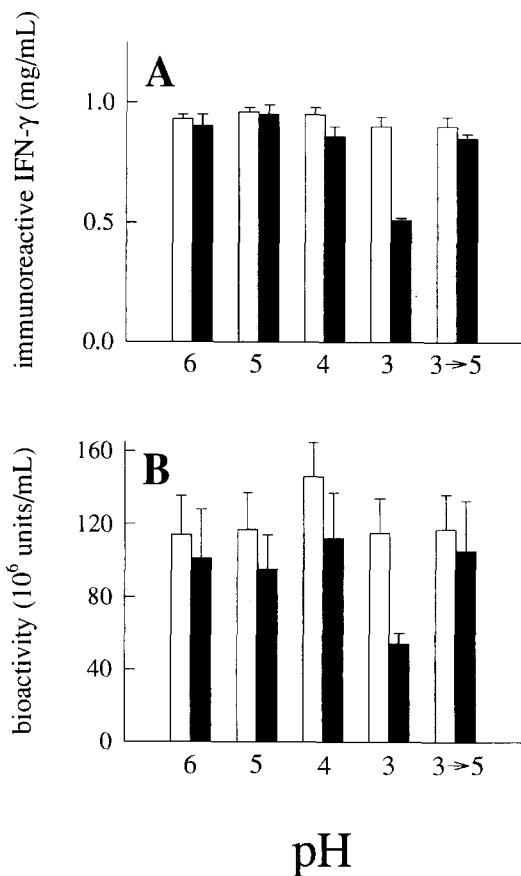 A
immunoreactive IFN-γ (mg/mL)
1.0
0.5
0.0
6 5 4 3 3→5
B
bioactivity (10⁶ units/mL)
160
120
80
40
0
6 5 4 3 3→5
pH